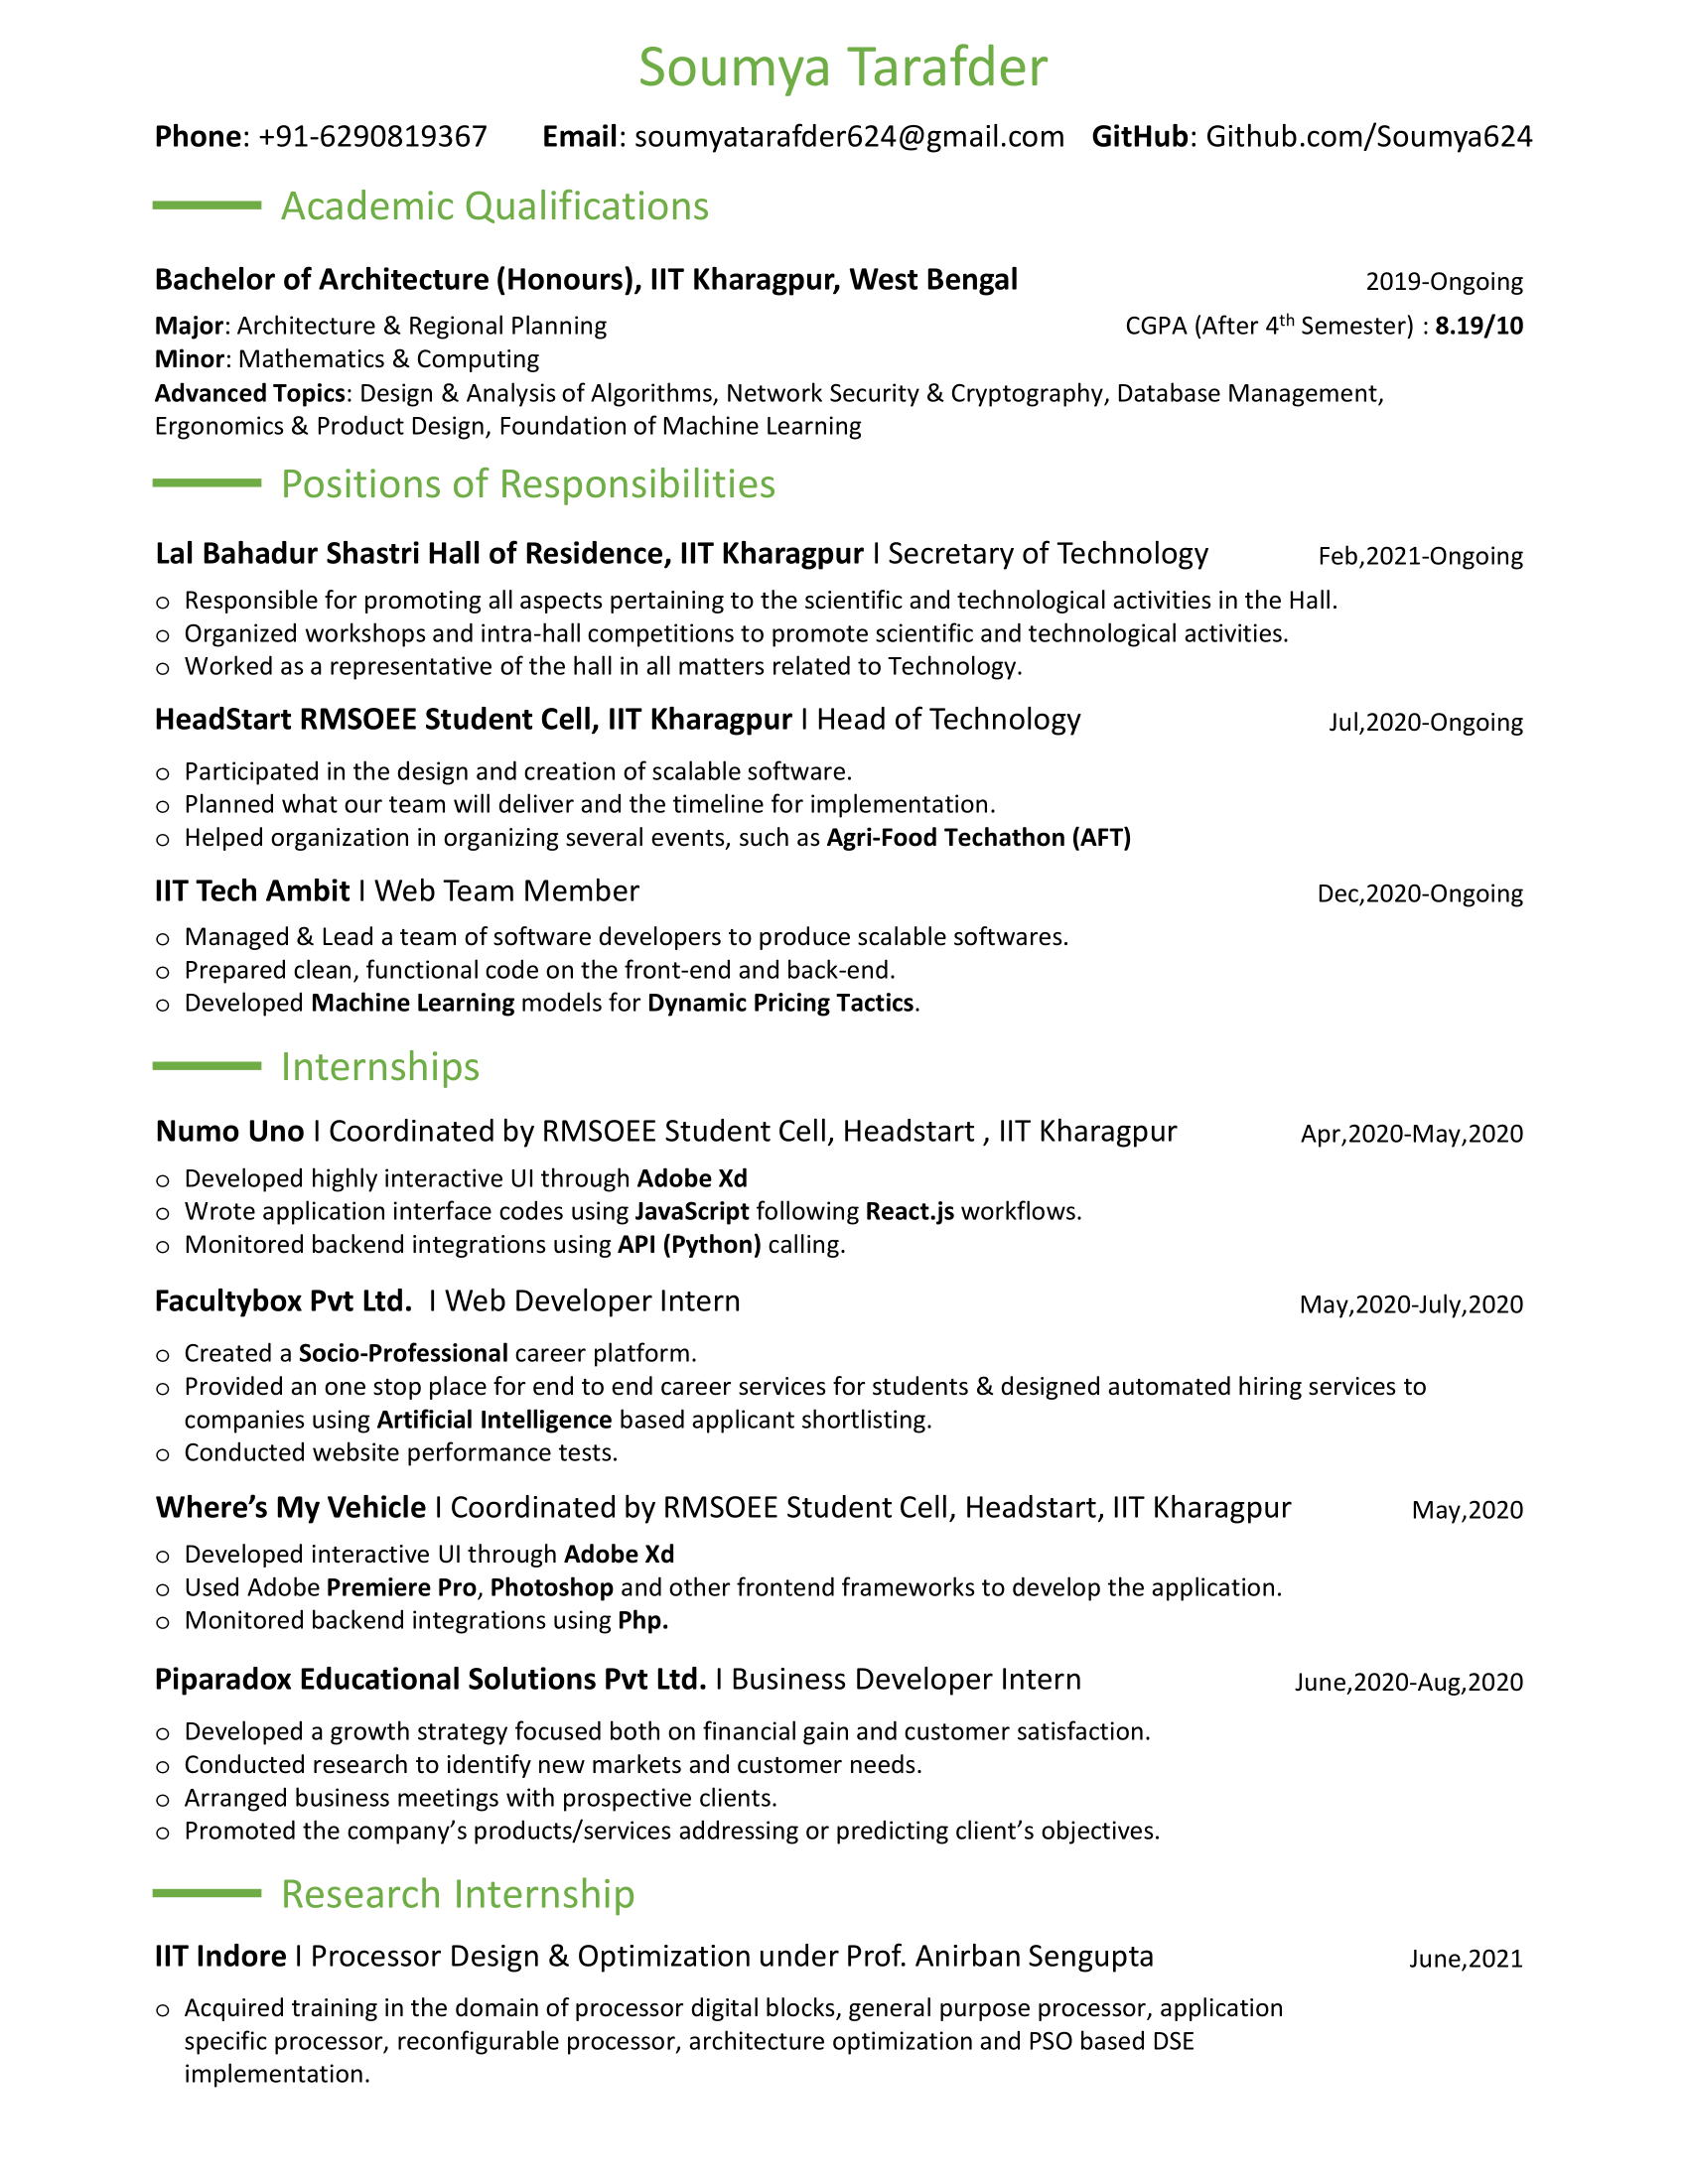 Soumya Tarafder
Phone: +91-6290819367 Email: soumyatarafder624@gmail.com GitHub: Github.com/Soumya624
Academic Qualifications
Bachelor of Architecture (Honours), IIT Kharagpur, West Bengal 2019-Ongoing
Major: Architecture & Regional Planning CGPA (After 4th Semester) : 8.19/10
Minor: Mathematics & Computing
Advanced Topics: Design & Analysis of Algorithms, Network Security & Cryptography, Database Management,
Ergonomics & Product Design, Foundation of Machine Learning
Positions of Responsibilities
Lal Bahadur Shastri Hall of Residence, IIT Kharagpur I Secretary of Technology Feb,2021-Ongoing
o Responsible for promoting all aspects pertaining to the scientific and technological activities in the Hall.
o Organized workshops and intra-hall competitions to promote scientific and technological activities.
o Worked as a representative of the hall in all matters related to Technology.
HeadStart RMSOEE Student Cell, IIT Kharagpur I Head of Technology Jul,2020-Ongoing
o Participated in the design and creation of scalable software.
o Planned what our team will deliver and the timeline for implementation.
o Helped organization in organizing several events, such as Agri-Food Techathon (AFT)
IIT Tech Ambit I Web Team Member Dec,2020-Ongoing
o Managed & Lead a team of software developers to produce scalable softwares.
o Prepared clean, functional code on the front-end and back-end.
o Developed Machine Learning models for Dynamic Pricing Tactics.
Internships
Numo Uno I Coordinated by RMSOEE Student Cell, Headstart , IIT Kharagpur Apr,2020-May,2020
o Developed highly interactive UI through Adobe Xd
o Wrote application interface codes using JavaScript following React.js workflows.
o Monitored backend integrations using API (Python) calling.
Facultybox Pvt Ltd. I Web Developer Intern May,2020-July,2020
o Created a Socio-Professional career platform.
o Provided an one stop place for end to end career services for students & designed automated hiring services to
companies using Artificial Intelligence based applicant shortlisting.
o Conducted website performance tests.
Where’s My Vehicle I Coordinated by RMSOEE Student Cell, Headstart, IIT Kharagpur May,2020
o Developed interactive UI through Adobe Xd
o Used Adobe Premiere Pro, Photoshop and other frontend frameworks to develop the application.
o Monitored backend integrations using Php.
Piparadox Educational Solutions Pvt Ltd. I Business Developer Intern June,2020-Aug,2020
o Developed a growth strategy focused both on financial gain and customer satisfaction.
o Conducted research to identify new markets and customer needs.
o Arranged business meetings with prospective clients.
o Promoted the company’s products/services addressing or predicting client’s objectives.
Research Internship
IIT Indore I Processor Design & Optimization under Prof. Anirban Sengupta June,2021
o Acquired training in the domain of processor digital blocks, general purpose processor, application
specific processor, reconfigurable processor, architecture optimization and PSO based DSE
implementation.